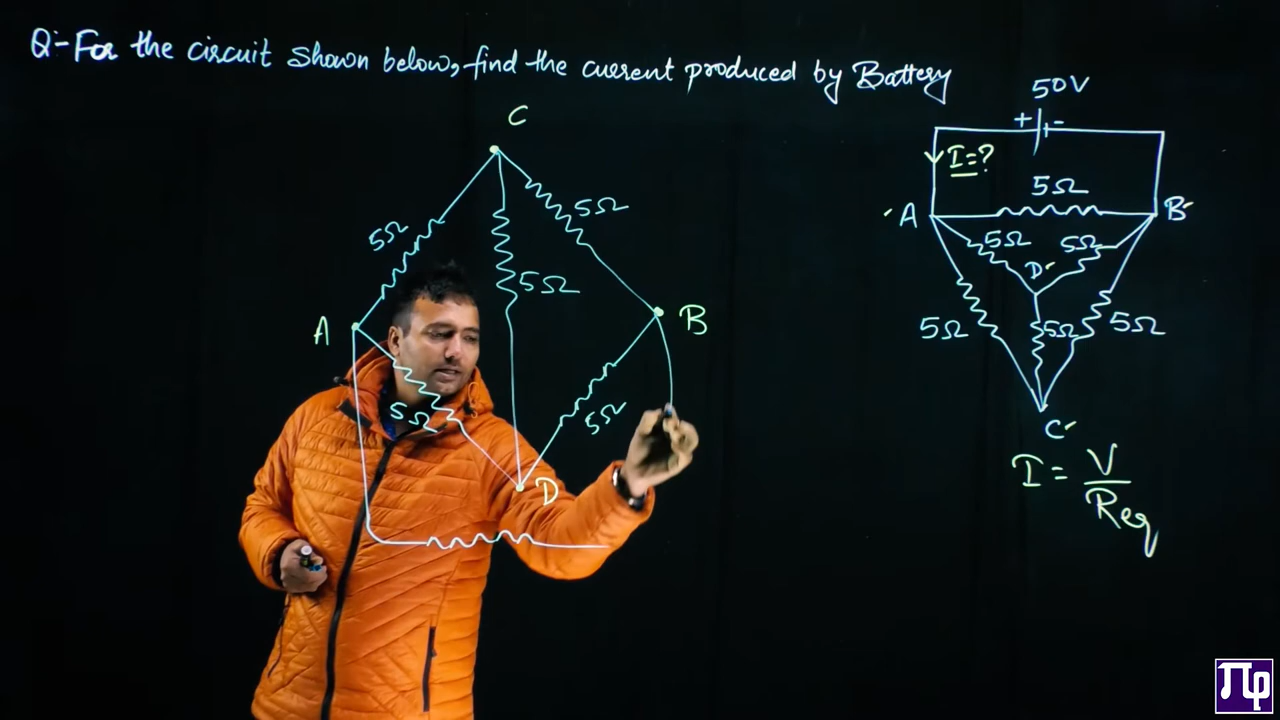 Q:- For the circuit shown below, find the current produced by Battery
C
5Ω
5Ω
5Ω
A
B
5Ω
5Ω
D
50V
+ -
I=?
5Ω
A
B
5Ω
5Ω
D
5Ω
5Ω
5Ω
C
I = V
Req
πφ